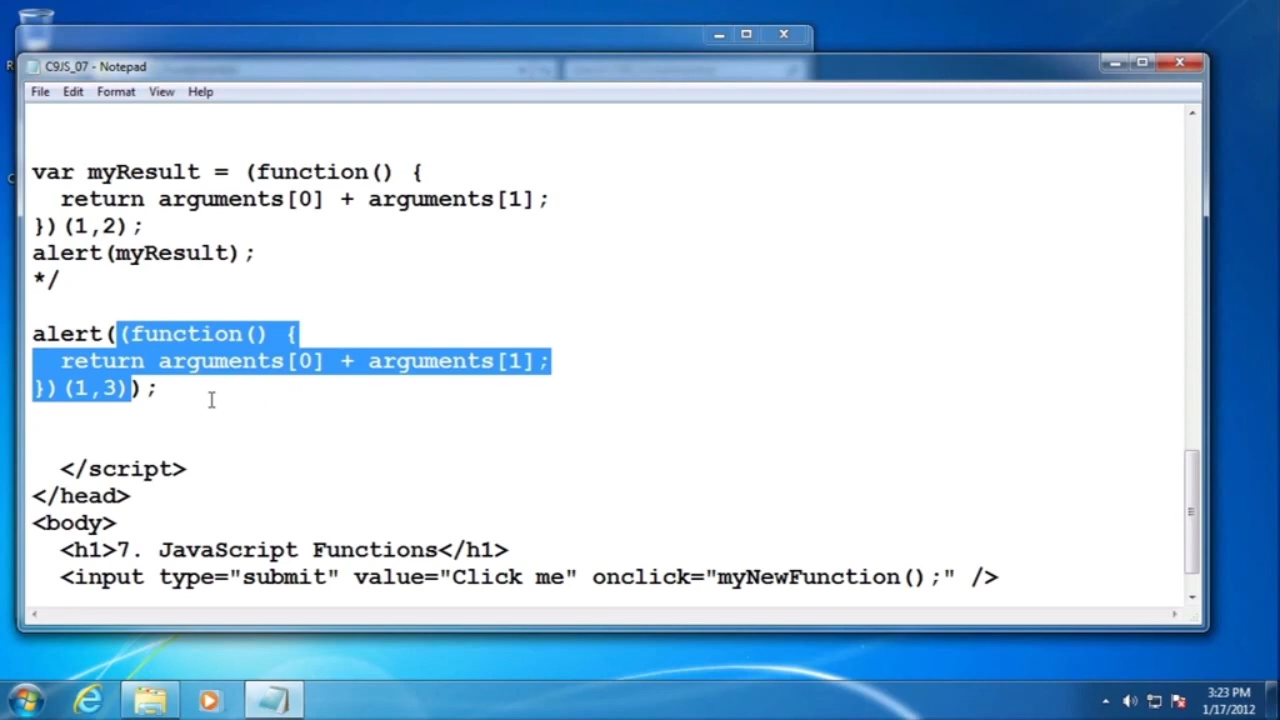 C9JS_07 - Notepad
File Edit Format View Help
var myResult = (function() {
  return arguments[0] + arguments[1];
})(1,2);
alert(myResult);
*/
alert((function() {
  return arguments[0] + arguments[1];
})(1,3));
  </script>
</head>
<body>
  <h1>7. JavaScript Functions</h1>
  <input type="submit" value="Click me" onclick="myNewFunction();" />
3:23 PM
1/17/2012